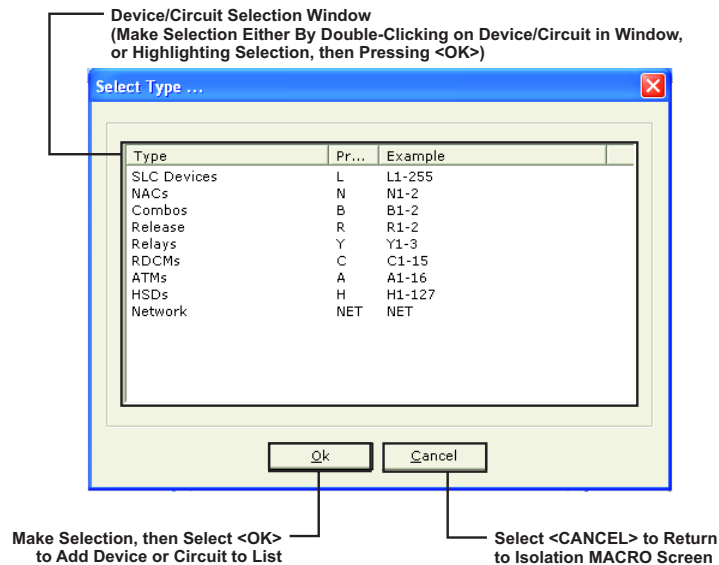 Device/Circuit Selection Window
(Make Selection Either By Double-Clicking on Device/Circuit in Window,
or Highlighting Selection, then Pressing <OK>)
Select Type ...
Type Pr... Example
SLC Devices L L1-255
NACs N N1-2
Combos B B1-2
Release R R1-2
Relays Y Y1-3
RDCMs C C1-15
ATMs A A1-16
HSDs H H1-127
Network NET NET
Ok Cancel
Make Selection, then Select <OK>
to Add Device or Circuit to List
Select <CANCEL> to Return
to Isolation MACRO Screen